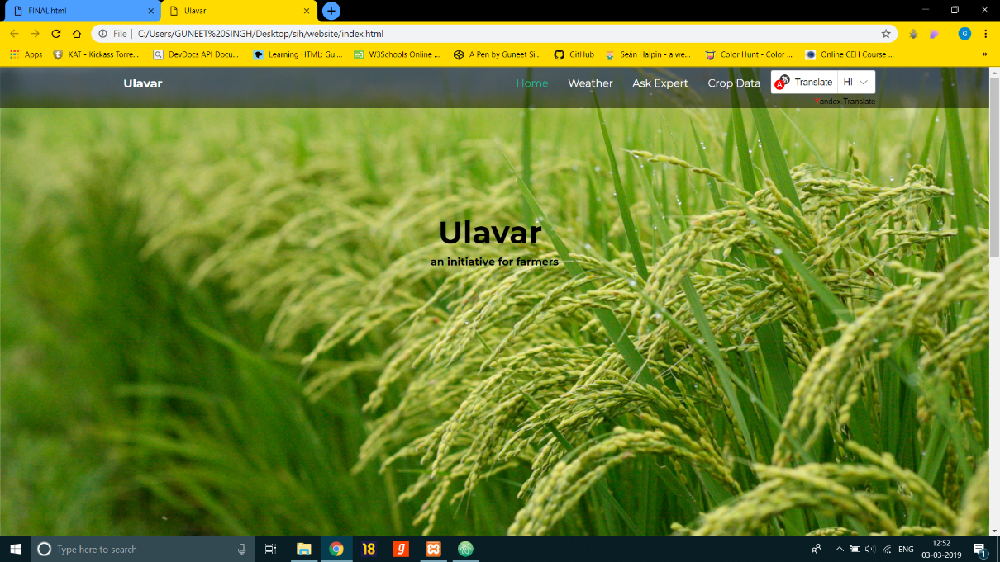 FINAL.html
Ulavar
File | C:/Users/GUNEET%20SINGH/Desktop/sih/website/index.html
G
Apps KAT - Kickass Torre... DevDocs API Docu... Learning HTML: Gui... W3Schools Online ... A Pen by Guneet Si... GitHub Seán Halpin - a we... Color Hunt - Color ... Online CEH Course ... »
Ulavar Home Weather Ask Expert Crop Data Translate HI
Yandex.Translate
Ulavar
an initiative for farmers
Type here to search 18 g ENG 12:52
03-03-2019 1